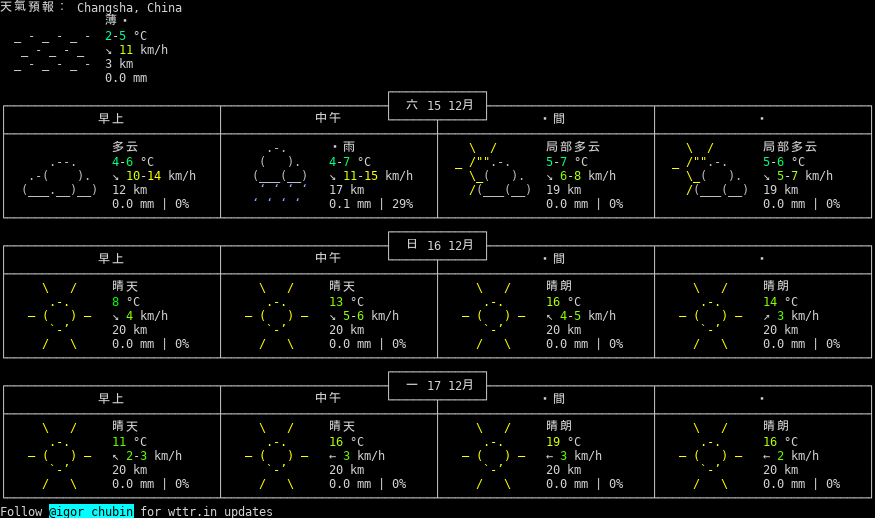 天氣預報： Changsha, China
薄・
2-5 °C
↘ 11 km/h
3 km
0.0 mm
六 15 12月
早上 中午 ・間 ・
多云 ・雨 局部多云 局部多云
4-6 °C 4-7 °C 5-7 °C 5-6 °C
↘ 10-14 km/h ↘ 11-15 km/h ↘ 6-8 km/h ↘ 5-7 km/h
12 km 17 km 19 km 19 km
0.0 mm | 0% 0.1 mm | 29% 0.0 mm | 0% 0.0 mm | 0%
日 16 12月
早上 中午 ・間 ・
晴天 晴天 晴朗 晴朗
8 °C 13 °C 16 °C 14 °C
↘ 4 km/h ↘ 5-6 km/h ↖ 4-5 km/h ↗ 3 km/h
20 km 20 km 20 km 20 km
0.0 mm | 0% 0.0 mm | 0% 0.0 mm | 0% 0.0 mm | 0%
一 17 12月
早上 中午 ・間 ・
晴天 晴天 晴朗 晴朗
11 °C 16 °C 19 °C 16 °C
↖ 2-3 km/h ← 3 km/h ← 3 km/h ← 2 km/h
20 km 20 km 20 km 20 km
0.0 mm | 0% 0.0 mm | 0% 0.0 mm | 0% 0.0 mm | 0%
Follow @igor_chubin for wttr.in updates